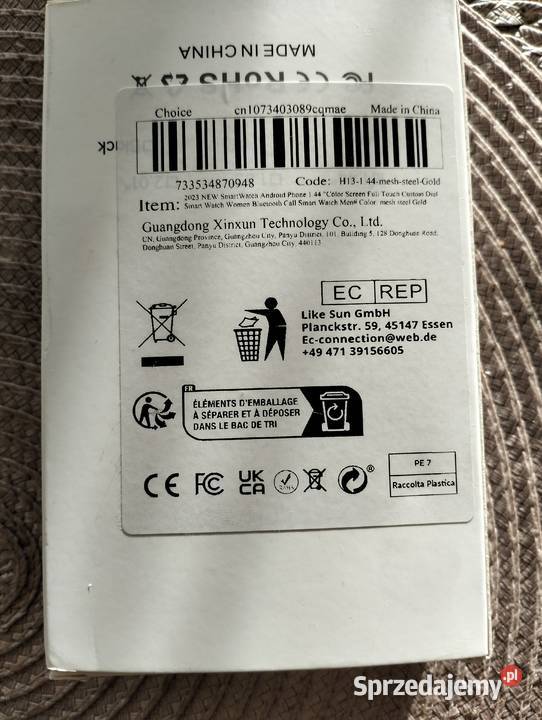 MADE IN CHINA
RoHS
Choice cn1073403089cqmae Made in China
733534870948 Code: H13-1 44-mesh-steel-Gold
Item: 2023 NEW SmartWatch Android Phone 1 44 "Color Screen Full Touch Custom Dial
Smart Watch Women Bluetooth Call Smart Watch Men# Color. mesh steel Gold
Guangdong Xinxun Technology Co., Ltd.
CN, Guangdong Province, Guangzhou City, Panyu District, 101. Building 5, 128 Donghuan Road,
Donghuan Street, Panyu District, Guangzhou City, 440113
EC REP
Like Sun GmbH
Planckstr. 59, 45147 Essen
Ec-connection@web.de
+49 471 39156605
FR
ÉLÉMENTS D'EMBALLAGE
À SÉPARER ET À DÉPOSER
DANS LE BAC DE TRI
CE FC UK CA
PE 7
Raccolta Plastica
Sprzedajemy.pl